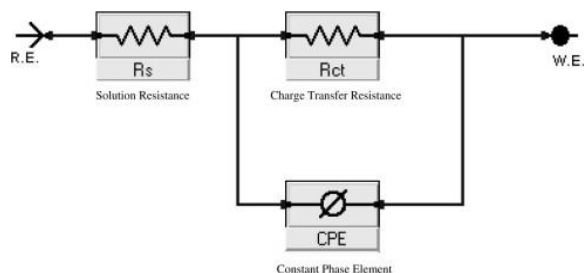 R.E.
Rs
Solution Resistance
Rct
Charge Transfer Resistance
W.E.
CPE
Constant Phase Element